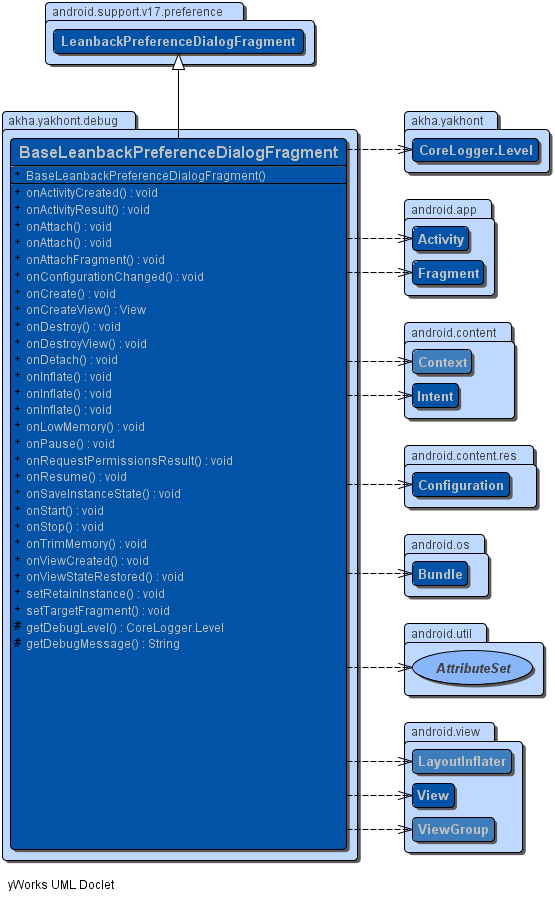 android.support.v17.preference
LeanbackPreferenceDialogFragment
akha.yakhont.debug
BaseLeanbackPreferenceDialogFragment
+ BaseLeanbackPreferenceDialogFragment()
+ onActivityCreated() : void
+ onActivityResult() : void
+ onAttach() : void
+ onAttach() : void
+ onAttachFragment() : void
+ onConfigurationChanged() : void
+ onCreate() : void
+ onCreateView() : View
+ onDestroy() : void
+ onDestroyView() : void
+ onDetach() : void
+ onInflate() : void
+ onInflate() : void
+ onInflate() : void
+ onLowMemory() : void
+ onPause() : void
+ onRequestPermissionsResult() : void
+ onResume() : void
+ onSaveInstanceState() : void
+ onStart() : void
+ onStop() : void
+ onTrimMemory() : void
+ onViewCreated() : void
+ onViewStateRestored() : void
+ setRetainInstance() : void
+ setTargetFragment() : void
# getDebugLevel() : CoreLogger.Level
# getDebugMessage() : String
akha.yakhont
CoreLogger.Level
android.app
Activity
Fragment
android.content
Context
Intent
android.content.res
Configuration
android.os
Bundle
android.util
AttributeSet
android.view
LayoutInflater
View
ViewGroup
yWorks UML Doclet